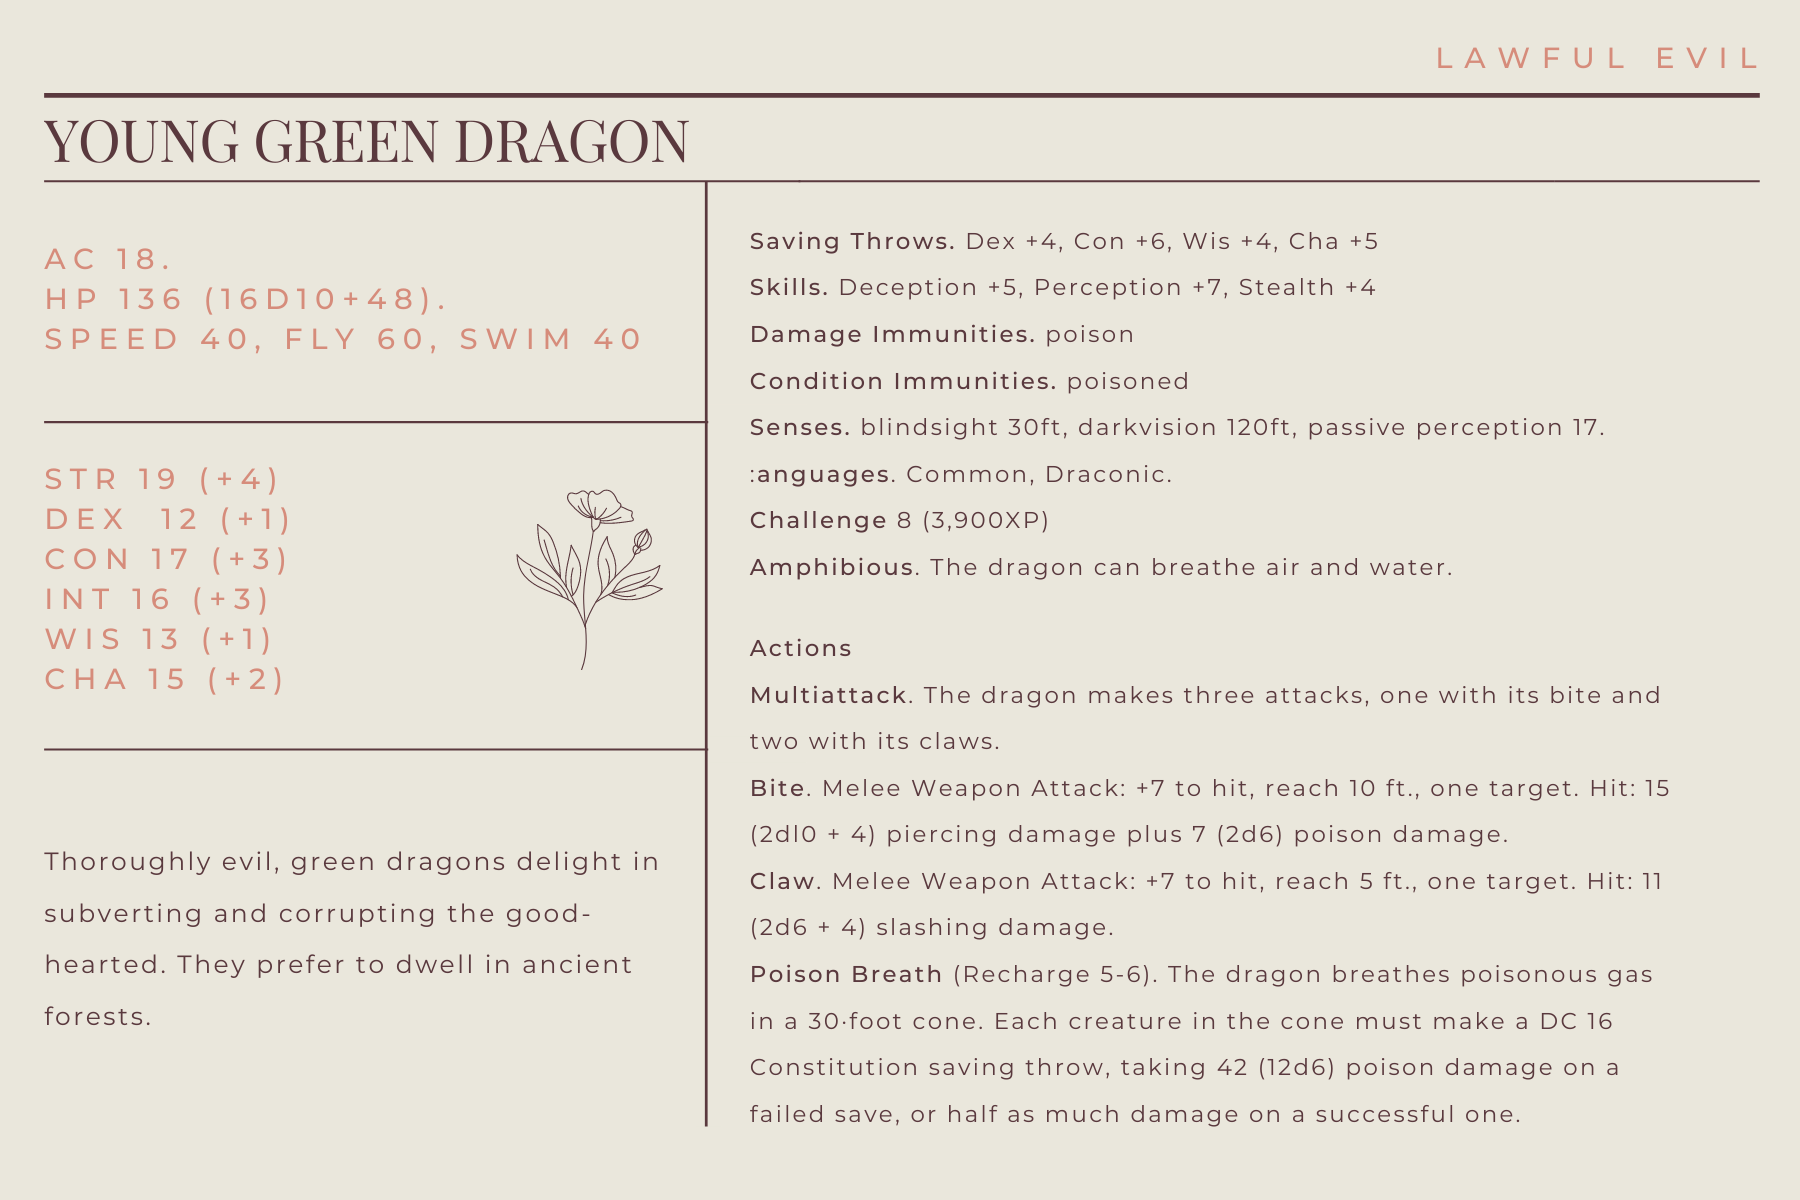 LAWFUL EVIL
YOUNG GREEN DRAGON
AC 18.
HP 136 (16D10+48).
SPEED 40, FLY 60, SWIM 40
STR 19 (+4)
DEX 12 (+1)
CON 17 (+3)
INT 16 (+3)
WIS 13 (+1)
CHA 15 (+2)
Thoroughly evil, green dragons delight in
subverting and corrupting the good-
hearted. They prefer to dwell in ancient
forests.
Saving Throws. Dex +4, Con +6, Wis +4, Cha +5
Skills. Deception +5, Perception +7, Stealth +4
Damage Immunities. poison
Condition Immunities. poisoned
Senses. blindsight 30ft, darkvision 120ft, passive perception 17.
:anguages. Common, Draconic.
Challenge 8 (3,900XP)
Amphibious. The dragon can breathe air and water.
Actions
Multiattack. The dragon makes three attacks, one with its bite and
two with its claws.
Bite. Melee Weapon Attack: +7 to hit, reach 10 ft., one target. Hit: 15
(2dl0 + 4) piercing damage plus 7 (2d6) poison damage.
Claw. Melee Weapon Attack: +7 to hit, reach 5 ft., one target. Hit: 11
(2d6 + 4) slashing damage.
Poison Breath (Recharge 5-6). The dragon breathes poisonous gas
in a 30·foot cone. Each creature in the cone must make a DC 16
Constitution saving throw, taking 42 (12d6) poison damage on a
failed save, or half as much damage on a successful one.